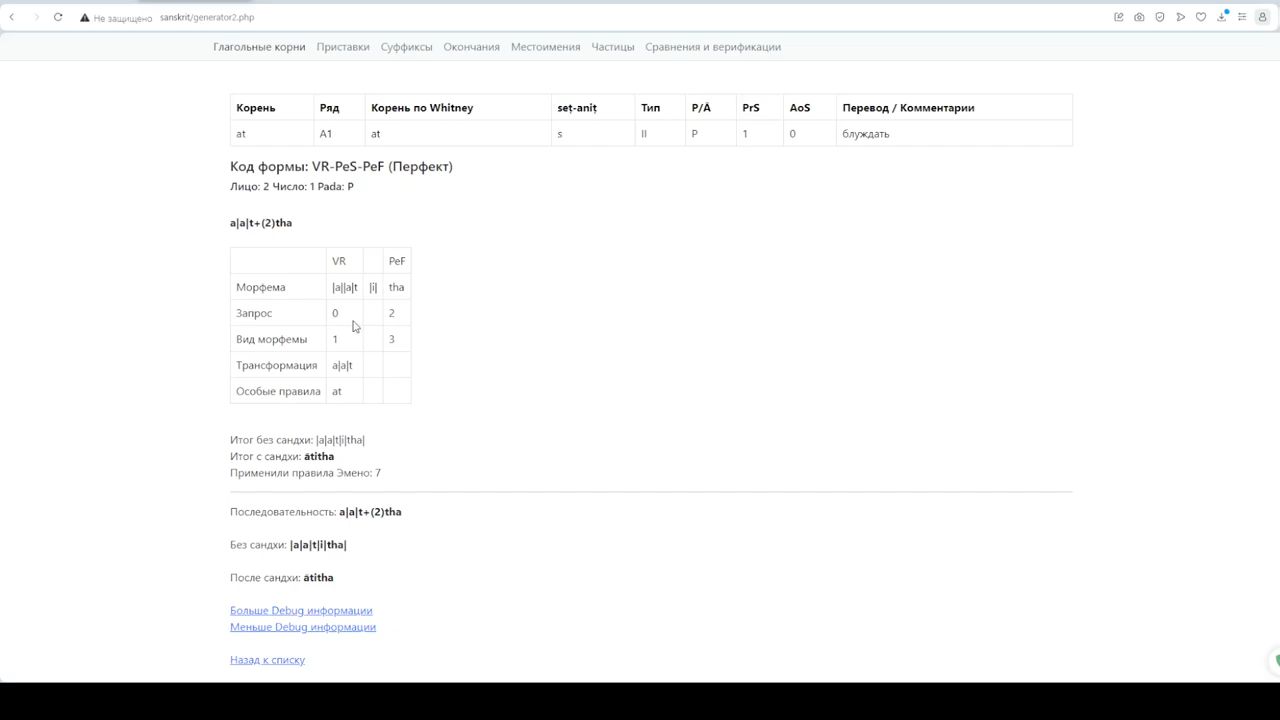 Не защищено sanskrit/generator2.php
Глагольные корни Приставки Суффиксы Окончания Местоимения Частицы Сравнения и верификации
Корень Ряд Корень по Whitney seṭ-aniṭ Тип P/Ā PrS AoS Перевод / Комментарии
at A1 at s II P 1 0 блуждать
Код формы: VR-PeS-PeF (Перфект)
Лицо: 2 Число: 1 Pada: P
a|a|t+(2)tha
VR PeF
Морфема |a||a|t |i| tha
Запрос 0 2
Вид морфемы 1 3
Трансформация a|a|t
Особые правила at
Итог без сандхи: |a|a|t|i|tha|
Итог с сандхи: ātitha
Применили правила Эмено: 7
Последовательность: a|a|t+(2)tha
Без сандхи: |a|a|t|i|tha|
После сандхи: ātitha
Больше Debug информации
Меньше Debug информации
Назад к списку